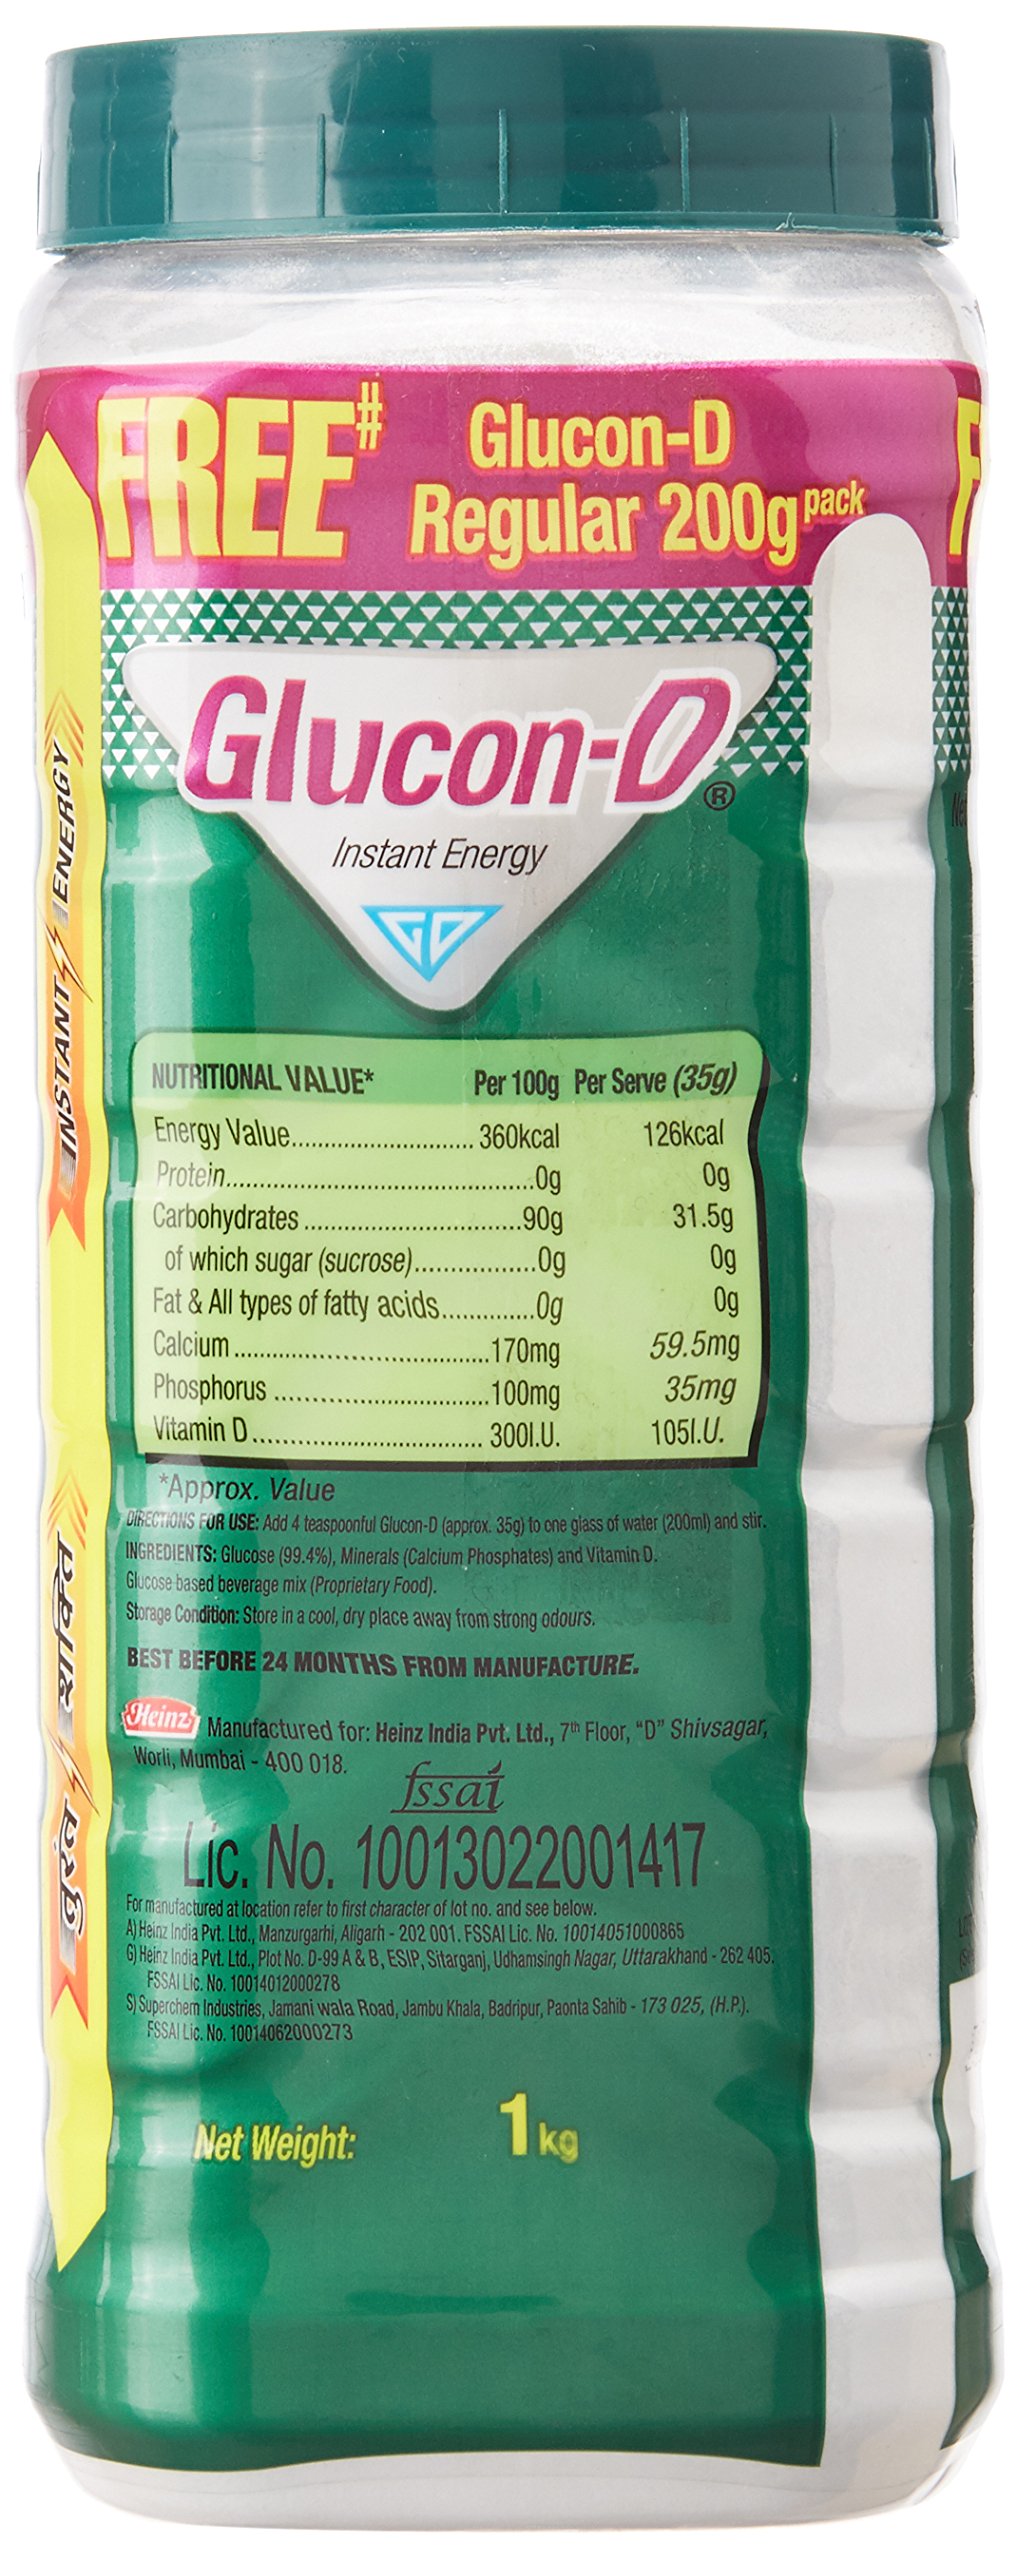 FREE#
Glucon-D
Regular 200g pack
Glucon-D®
Instant Energy
GD
INSTANT ENERGY
तुरंत शक्ति
NUTRITIONAL VALUE* Per 100g Per Serve (35g)
Energy Value 360kcal 126kcal
Protein 0g 0g
Carbohydrates 90g 31.5g
of which sugar (sucrose) 0g 0g
Fat & All types of fatty acids 0g 0g
Calcium 170mg 59.5mg
Phosphorus 100mg 35mg
Vitamin D 300I.U. 105I.U.
*Approx. Value
DIRECTIONS FOR USE: Add 4 teaspoonful Glucon-D (approx. 35g) to one glass of water (200ml) and stir.
INGREDIENTS: Glucose (99.4%), Minerals (Calcium Phosphates) and Vitamin D.
Glucose based beverage mix (Proprietary Food).
Storage Condition: Store in a cool, dry place away from strong odours.
BEST BEFORE 24 MONTHS FROM MANUFACTURE.
Heinz Manufactured for: Heinz India Pvt. Ltd., 7th Floor, "D" Shivsagar,
Worli, Mumbai - 400 018.
fssai
Lic. No. 10013022001417
For manufactured at location refer to first character of lot no. and see below.
A) Heinz India Pvt. Ltd., Manzurgarhi, Aligarh - 202 001. FSSAI Lic. No. 10014051000865
G) Heinz India Pvt. Ltd., Plot No. D-99 A & B, ESIP, Sitarganj, Udhamsingh Nagar, Uttarakhand - 262 405.
FSSAI Lic. No. 10014012000278
S) Superchem Industries, Jamani wala Road, Jambu Khala, Badripur, Paonta Sahib - 173 025, (H.P.).
FSSAI Lic. No. 10014062000273
Net Weight: 1 kg